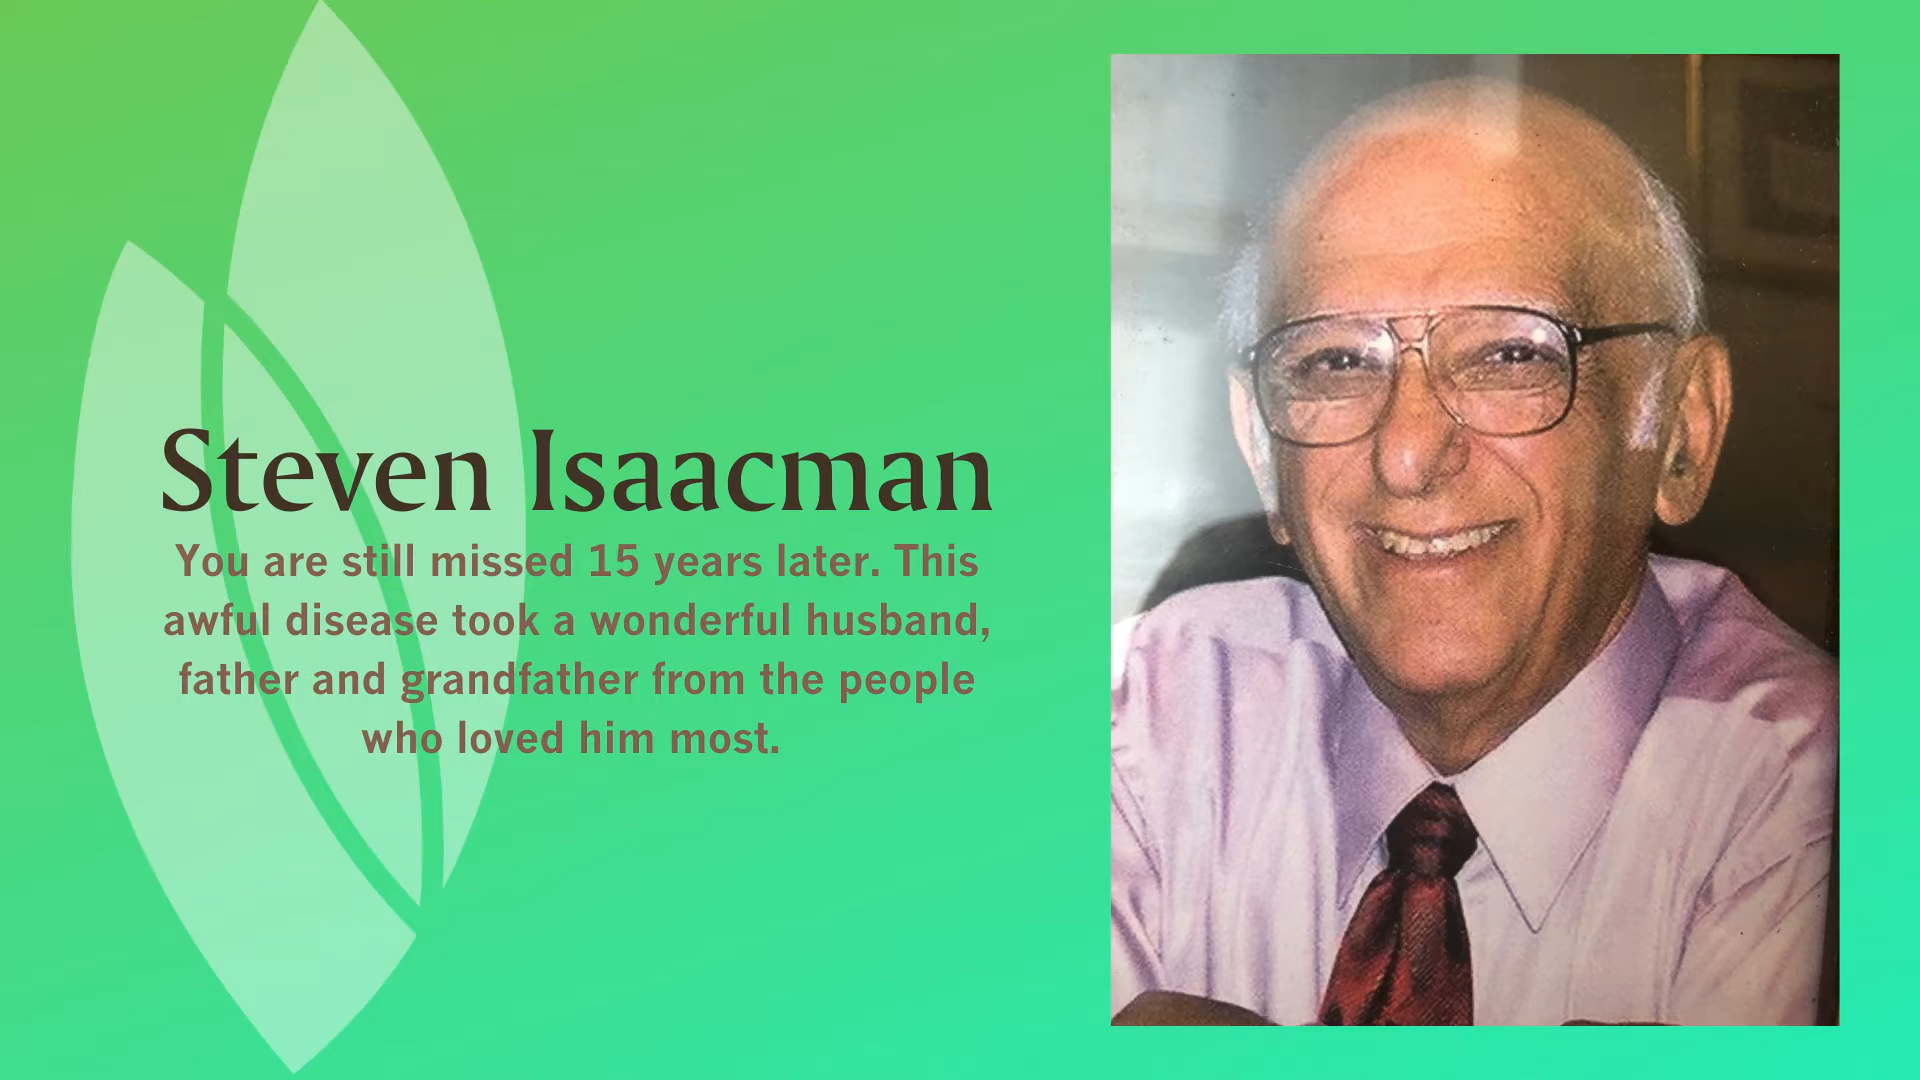 Steven Isaacman
You are still missed 15 years later. This
awful disease took a wonderful husband,
father and grandfather from the people
who loved him most.